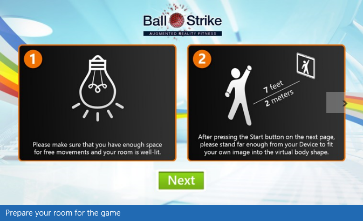 Ball Strike
AUGMENTED REALITY FITNESS
1
Please make sure that you have enough space
for free movements and your room is well-lit.
2
7 feet
2 meters
After pressing the Start button on the next page,
please stand far enough from your Device to fit
your own image into the virtual body shape.
Next
Prepare your room for the game